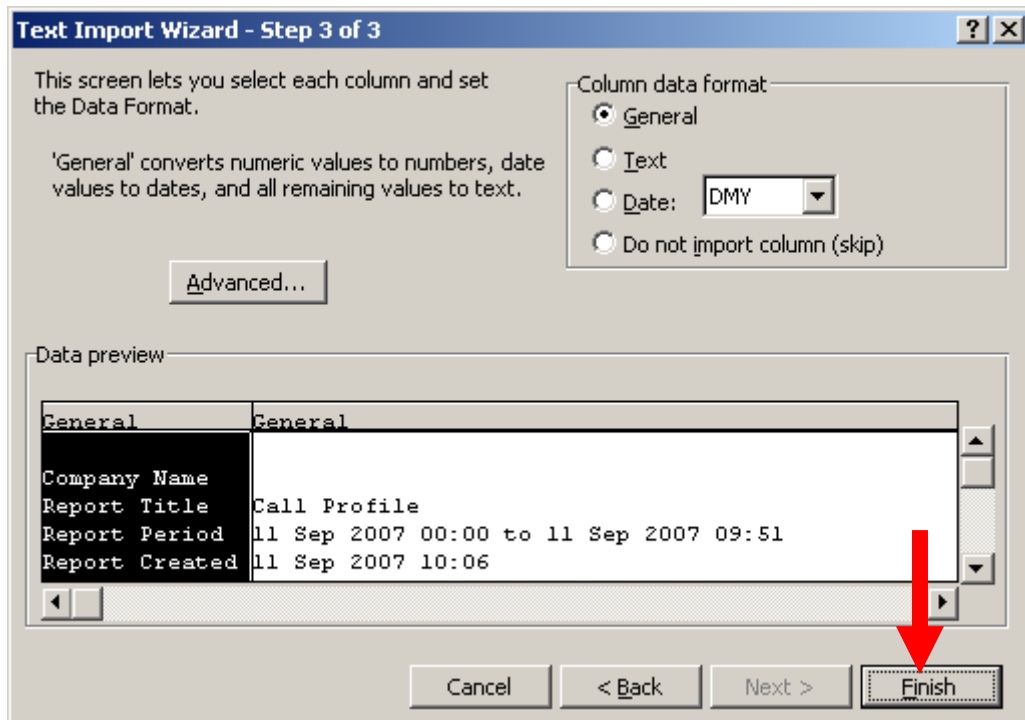 Text Import Wizard - Step 3 of 3
This screen lets you select each column and set
the Data Format.
'General' converts numeric values to numbers, date
values to dates, and all remaining values to text.
Advanced...
Column data format
General
Text
Date: DMY
Do not import column (skip)
Data preview
General General
Company Name
Report Title Call Profile
Report Period 11 Sep 2007 00:00 to 11 Sep 2007 09:51
Report Created 11 Sep 2007 10:06
Cancel < Back Next > Finish